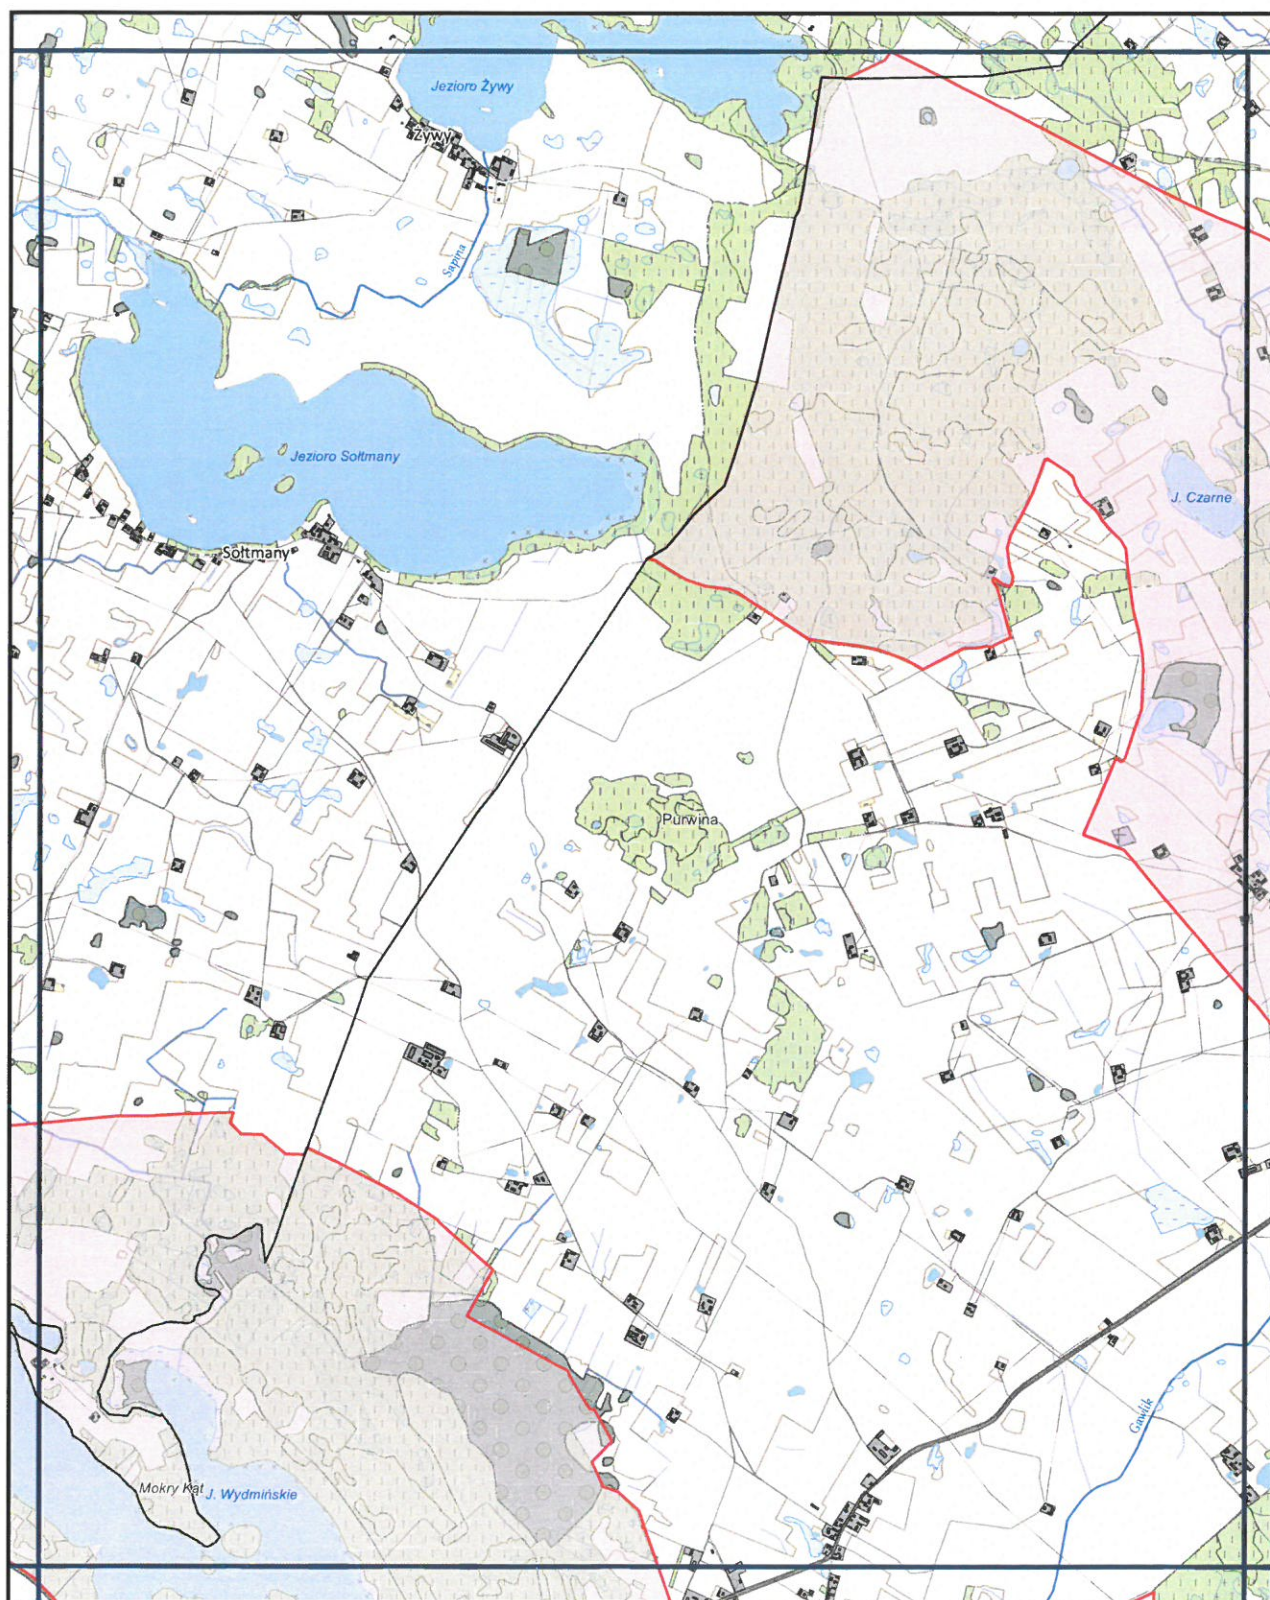 Jezioro Żywy
Żywy
Sapina
Jezioro Sołtmany
J. Czarne
Sołtmany
Purwina
Gawlik
Mokry Kąt
J. Wydmińskie